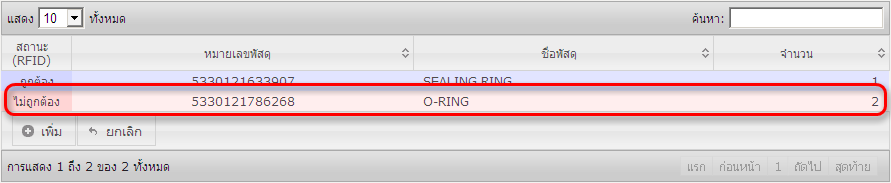 แสดง 10 ทั้งหมด ค้นหา:
สถานะ (RFID) หมายเลขพัสดุ ชื่อพัสดุ จำนวน
ถูกต้อง 5330121633907 SEALING RING 1
ไม่ถูกต้อง 5330121786268 O-RING 2
เพิ่ม ยกเลิก
การแสดง 1 ถึง 2 ของ 2 ทั้งหมด แรก ก่อนหน้า 1 ถัดไป สุดท้าย